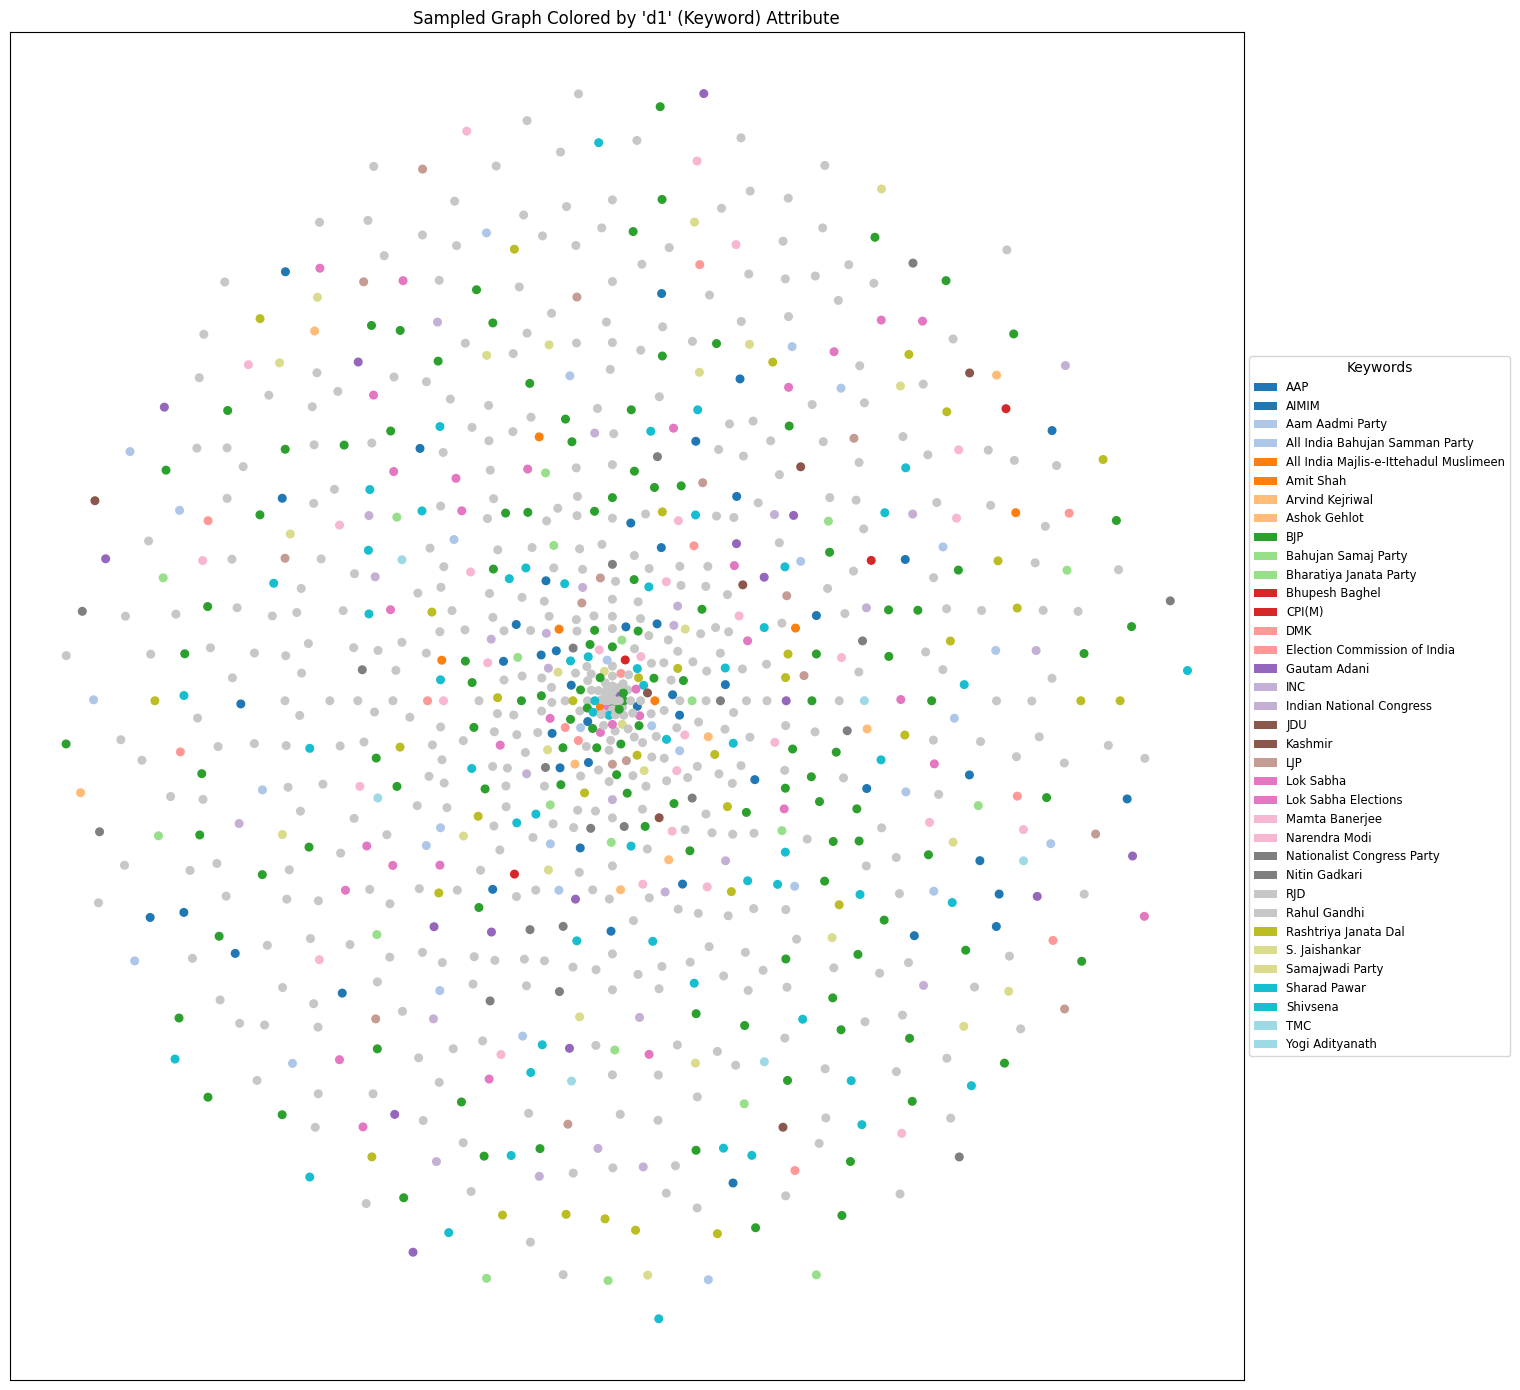 Sampled Graph Colored by 'd1' (Keyword) Attribute
Keywords
AAP
AIMIM
Aam Aadmi Party
All India Bahujan Samman Party
All India Majlis-e-Ittehadul Muslimeen
Amit Shah
Arvind Kejriwal
Ashok Gehlot
BJP
Bahujan Samaj Party
Bharatiya Janata Party
Bhupesh Baghel
CPI(M)
DMK
Election Commission of India
Gautam Adani
INC
Indian National Congress
JDU
Kashmir
LJP
Lok Sabha
Lok Sabha Elections
Mamta Banerjee
Narendra Modi
Nationalist Congress Party
Nitin Gadkari
RJD
Rahul Gandhi
Rashtriya Janata Dal
S. Jaishankar
Samajwadi Party
Sharad Pawar
Shivsena
TMC
Yogi Adityanath